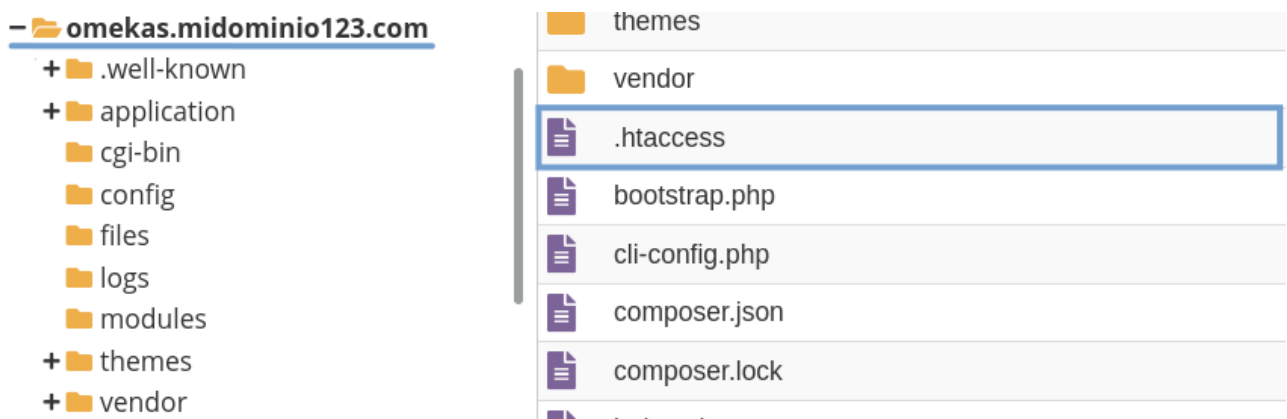 omekas.midominio123.com
.well-known
application
cgi-bin
config
files
logs
modules
themes
vendor
themes
vendor
.htaccess
bootstrap.php
cli-config.php
composer.json
composer.lock